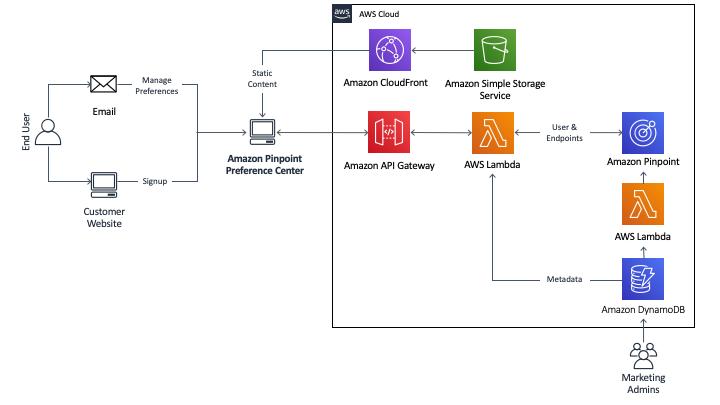 aws
AWS Cloud
Static
Content
Amazon CloudFront
Amazon Simple Storage
Service
Manage
Preferences
Email
End User
Amazon Pinpoint
Preference Center
Amazon API Gateway
AWS Lambda
User &
Endpoints
Amazon Pinpoint
Signup
Customer
Website
AWS Lambda
Metadata
Amazon DynamoDB
Marketing
Admins